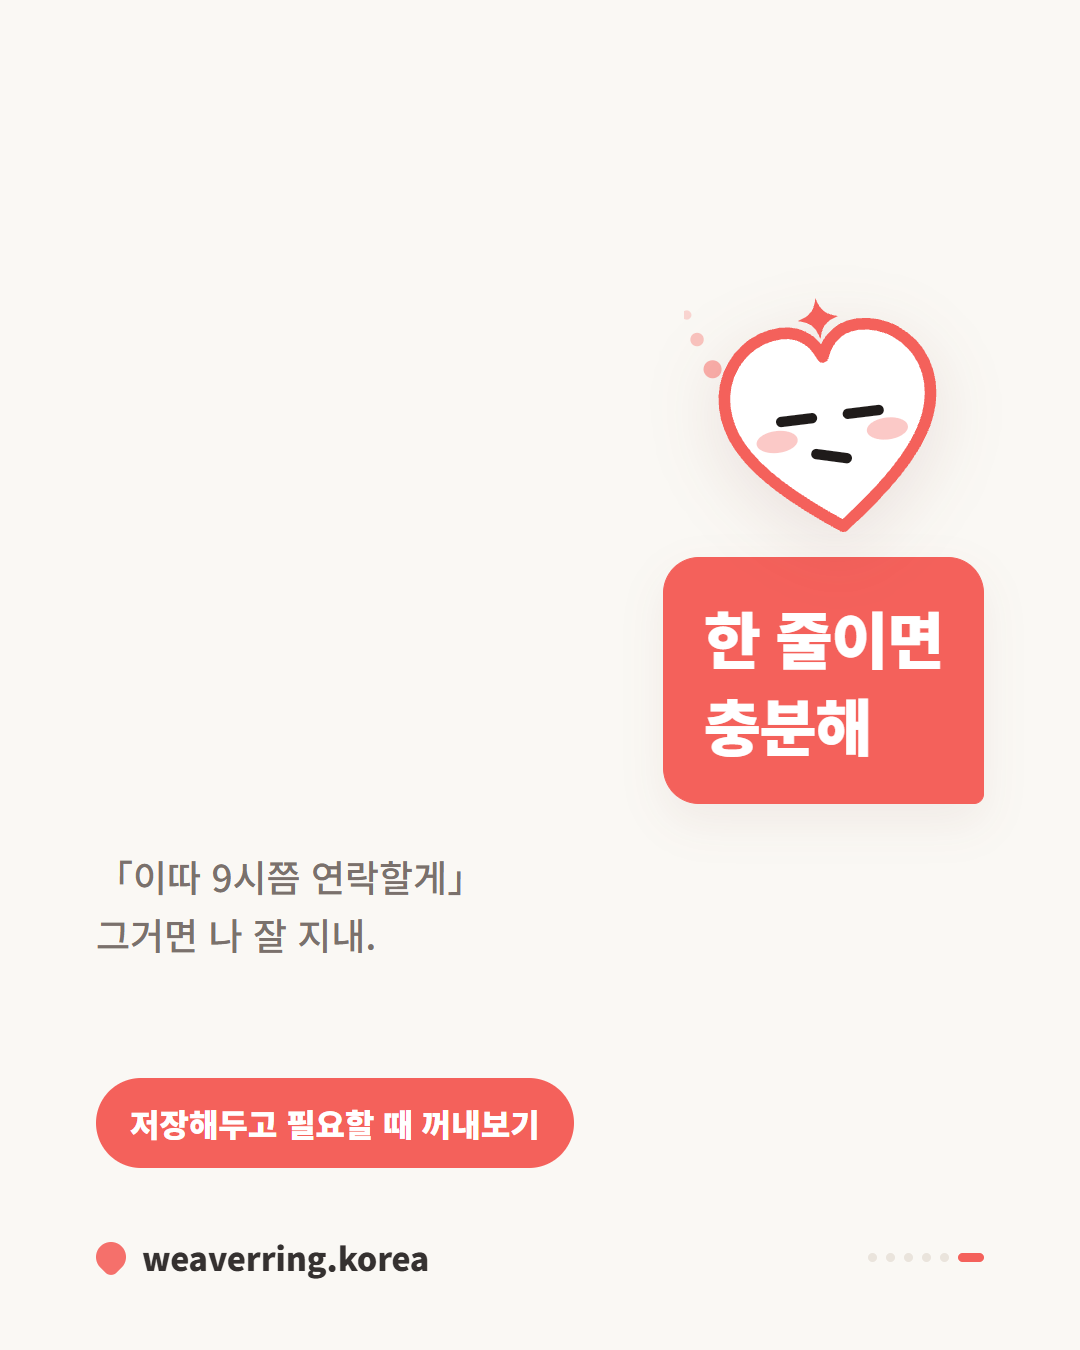 한 줄이면
충분해
「이따 9시쯤 연락할게」
그거면 나 잘 지내.
저장해두고 필요할 때 꺼내보기
weaverring.korea